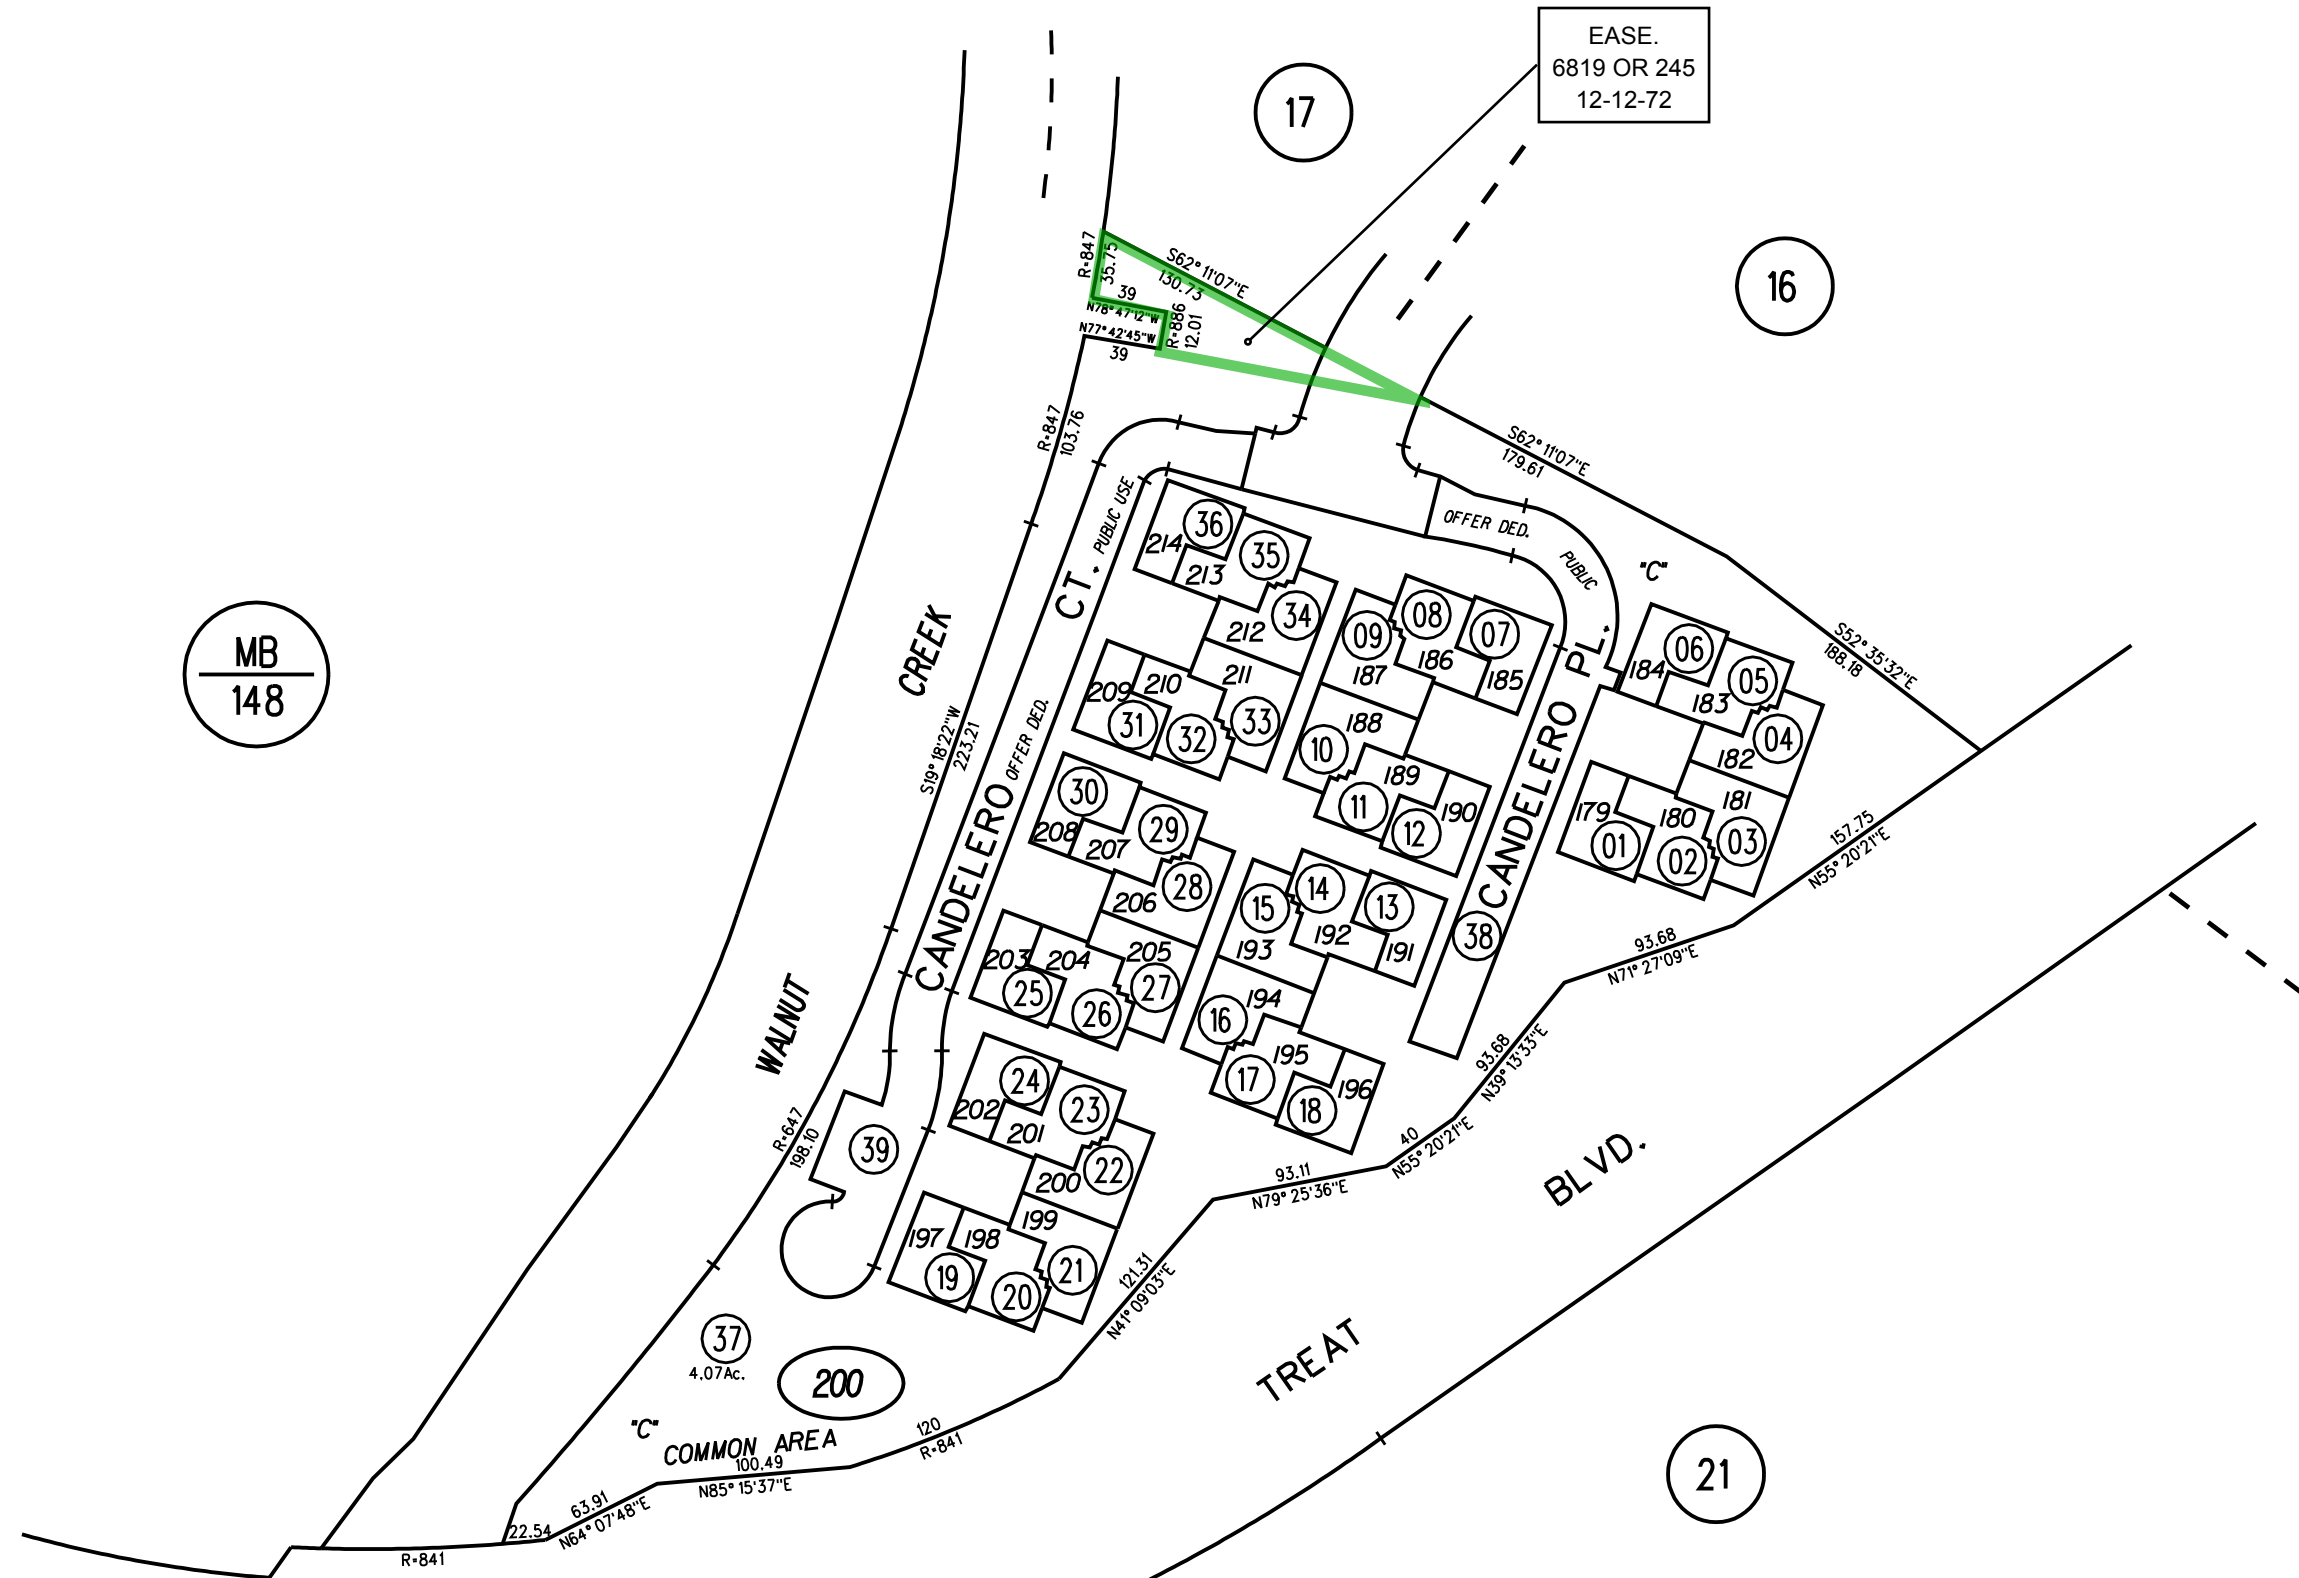 EASE.
6819 OR 245
12-12-72
17
16
R=847
35.75
S62° 11'07"E
130.73
39
N78° 47'12"W
R=886
12.01
N77° 42'45"W
39
R=847
103.76
S62° 11'07"E
179.61
OFFER DED.
PUBLIC
"C"
S52° 35'32"E
188.18
MB
148
WALNUT CREEK
S19° 18'22"W
223.21
CANDELERO CT.
OFFER DED.
PUBLIC USE
CANDELERO PL.
38
214
36
213
35
212
34
211
33
209
31
210
32
208
30
207
29
206
28
205
27
203
25
204
26
202
24
201
23
200
22
199
21
197
19
198
20
09
187
08
186
07
185
10
188
11
189
12
190
15
193
14
192
13
191
16
194
17
195
18
196
184
06
183
05
182
04
181
03
179
01
180
02
39
R=647
198.10
157.75
N55° 20'21"E
93.68
N71° 27'09"E
93.68
N39° 13'33"E
40
N55° 20'21"E
93.11
N79° 25'36"E
121.31
N41° 09'03"E
37
4.07Ac.
200
"C"
COMMON AREA
120
R=841
100.49
N85° 15'37"E
63.91
N64° 07'48"E
22.54
R=841
TREAT BLVD.
21